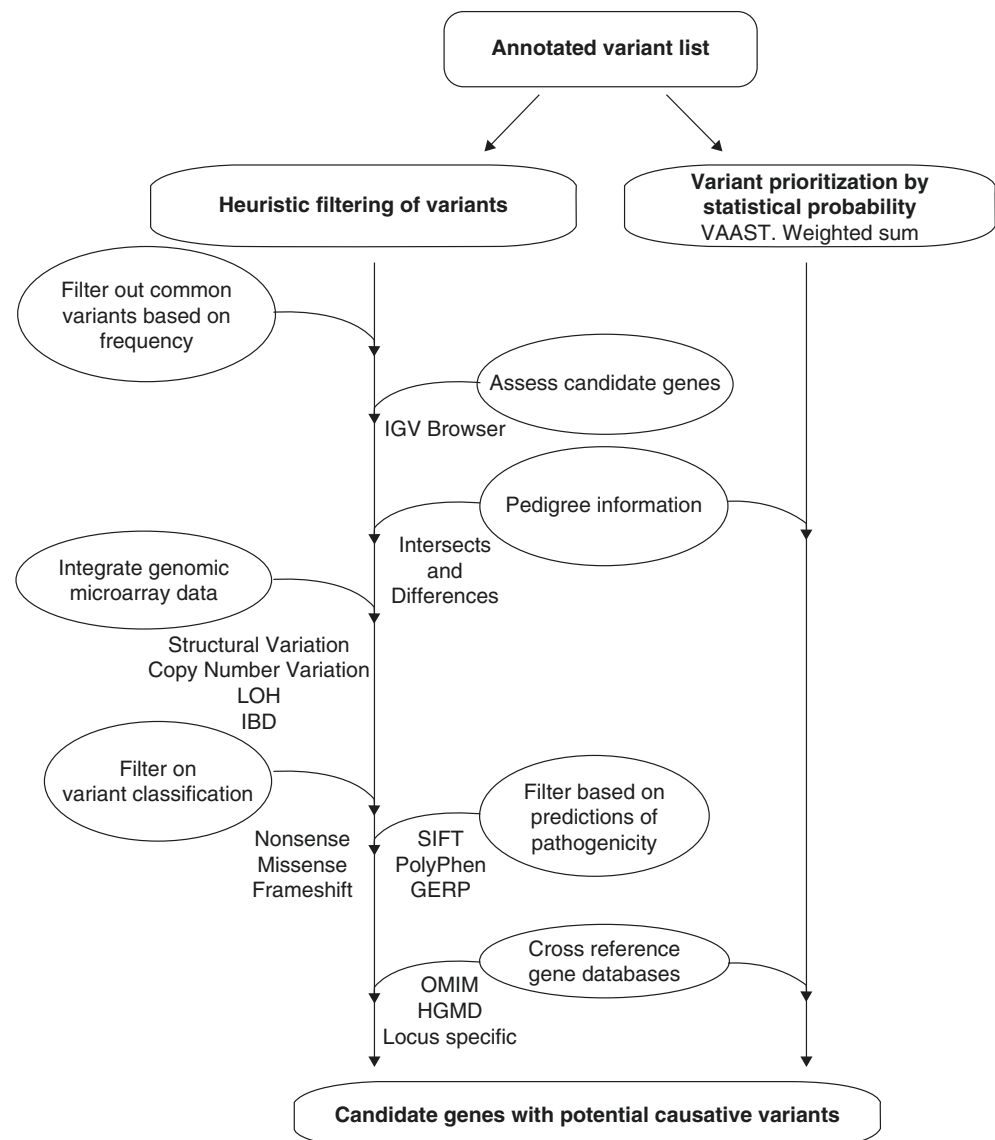 Annotated variant list
Heuristic filtering of variants
Variant prioritization by
statistical probability
VAAST. Weighted sum
Filter out common
variants based on
frequency
Assess candidate genes
IGV Browser
Pedigree information
Intersects
and
Differences
Integrate genomic
microarray data
Structural Variation
Copy Number Variation
LOH
IBD
Filter on
variant classification
Nonsense
Missense
Frameshift
Filter based on
predictions of
pathogenicity
SIFT
PolyPhen
GERP
Cross reference
gene databases
OMIM
HGMD
Locus specific
Candidate genes with potential causative variants